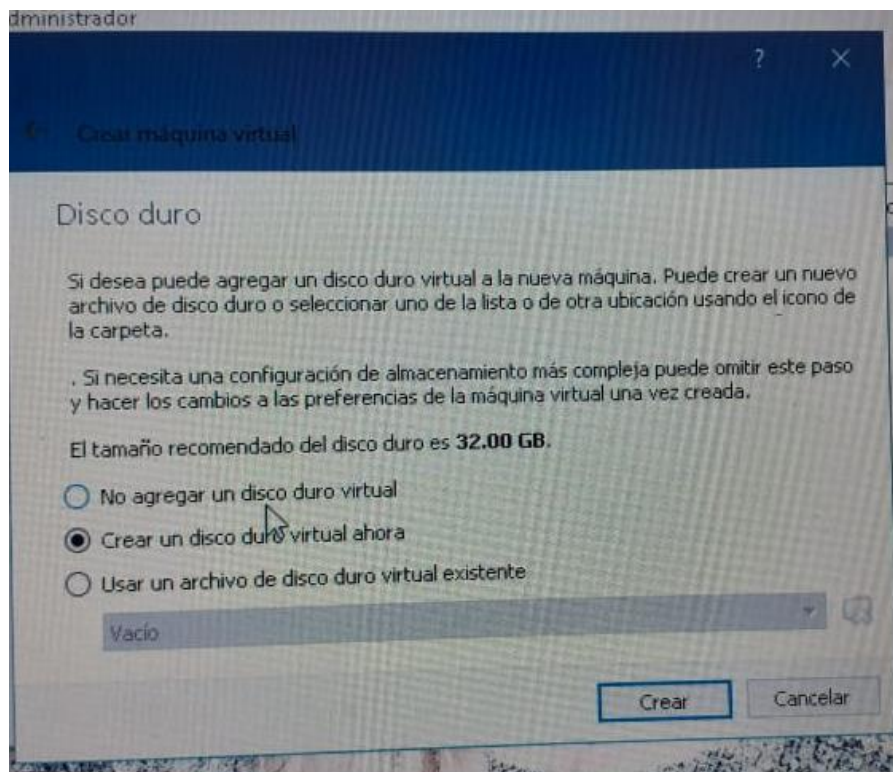 dministrador
?
Crear máquina virtual
Disco duro
Si desea puede agregar un disco duro virtual a la nueva máquina. Puede crear un nuevo
archivo de disco duro o seleccionar uno de la lista o de otra ubicación usando el icono de
la carpeta.
. Si necesita una configuración de almacenamiento más compleja puede omitir este paso
y hacer los cambios a las preferencias de la máquina virtual una vez creada.
El tamaño recomendado del disco duro es 32.00 GB.
No agregar un disco duro virtual
Crear un disco duro virtual ahora
Usar un archivo de disco duro virtual existente
Vacío
Crear Cancelar